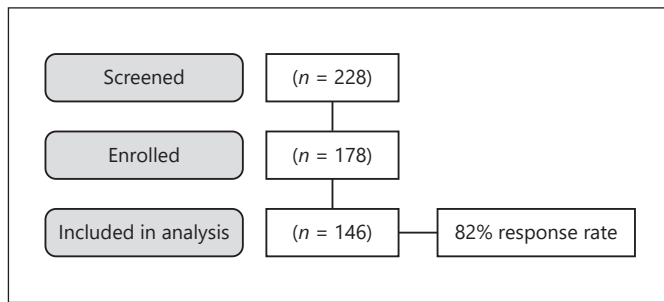 Screened
(n = 228)
Enrolled
(n = 178)
Included in analysis
(n = 146)
82% response rate